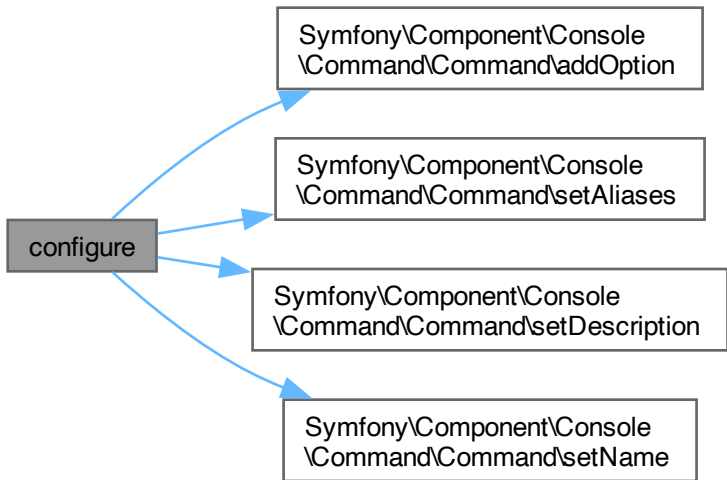 Symfony\Component\Console
\Command\Command\addOption
Symfony\Component\Console
\Command\Command\setAliases
configure
Symfony\Component\Console
\Command\Command\setDescription
Symfony\Component\Console
\Command\Command\setName